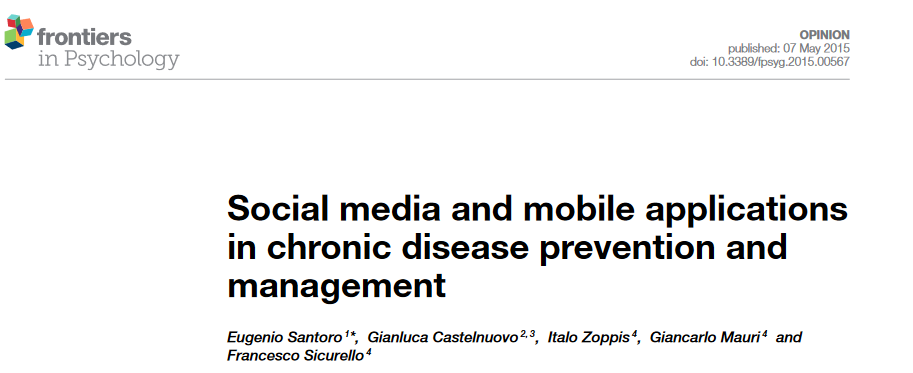 frontiers
in Psychology
OPINION
published: 07 May 2015
doi: 10.3389/fpsyg.2015.00567
Social media and mobile applications
in chronic disease prevention and
management
Eugenio Santoro 1*, Gianluca Castelnuovo 2, 3, Italo Zoppis 4, Giancarlo Mauri 4 and
Francesco Sicurello 4